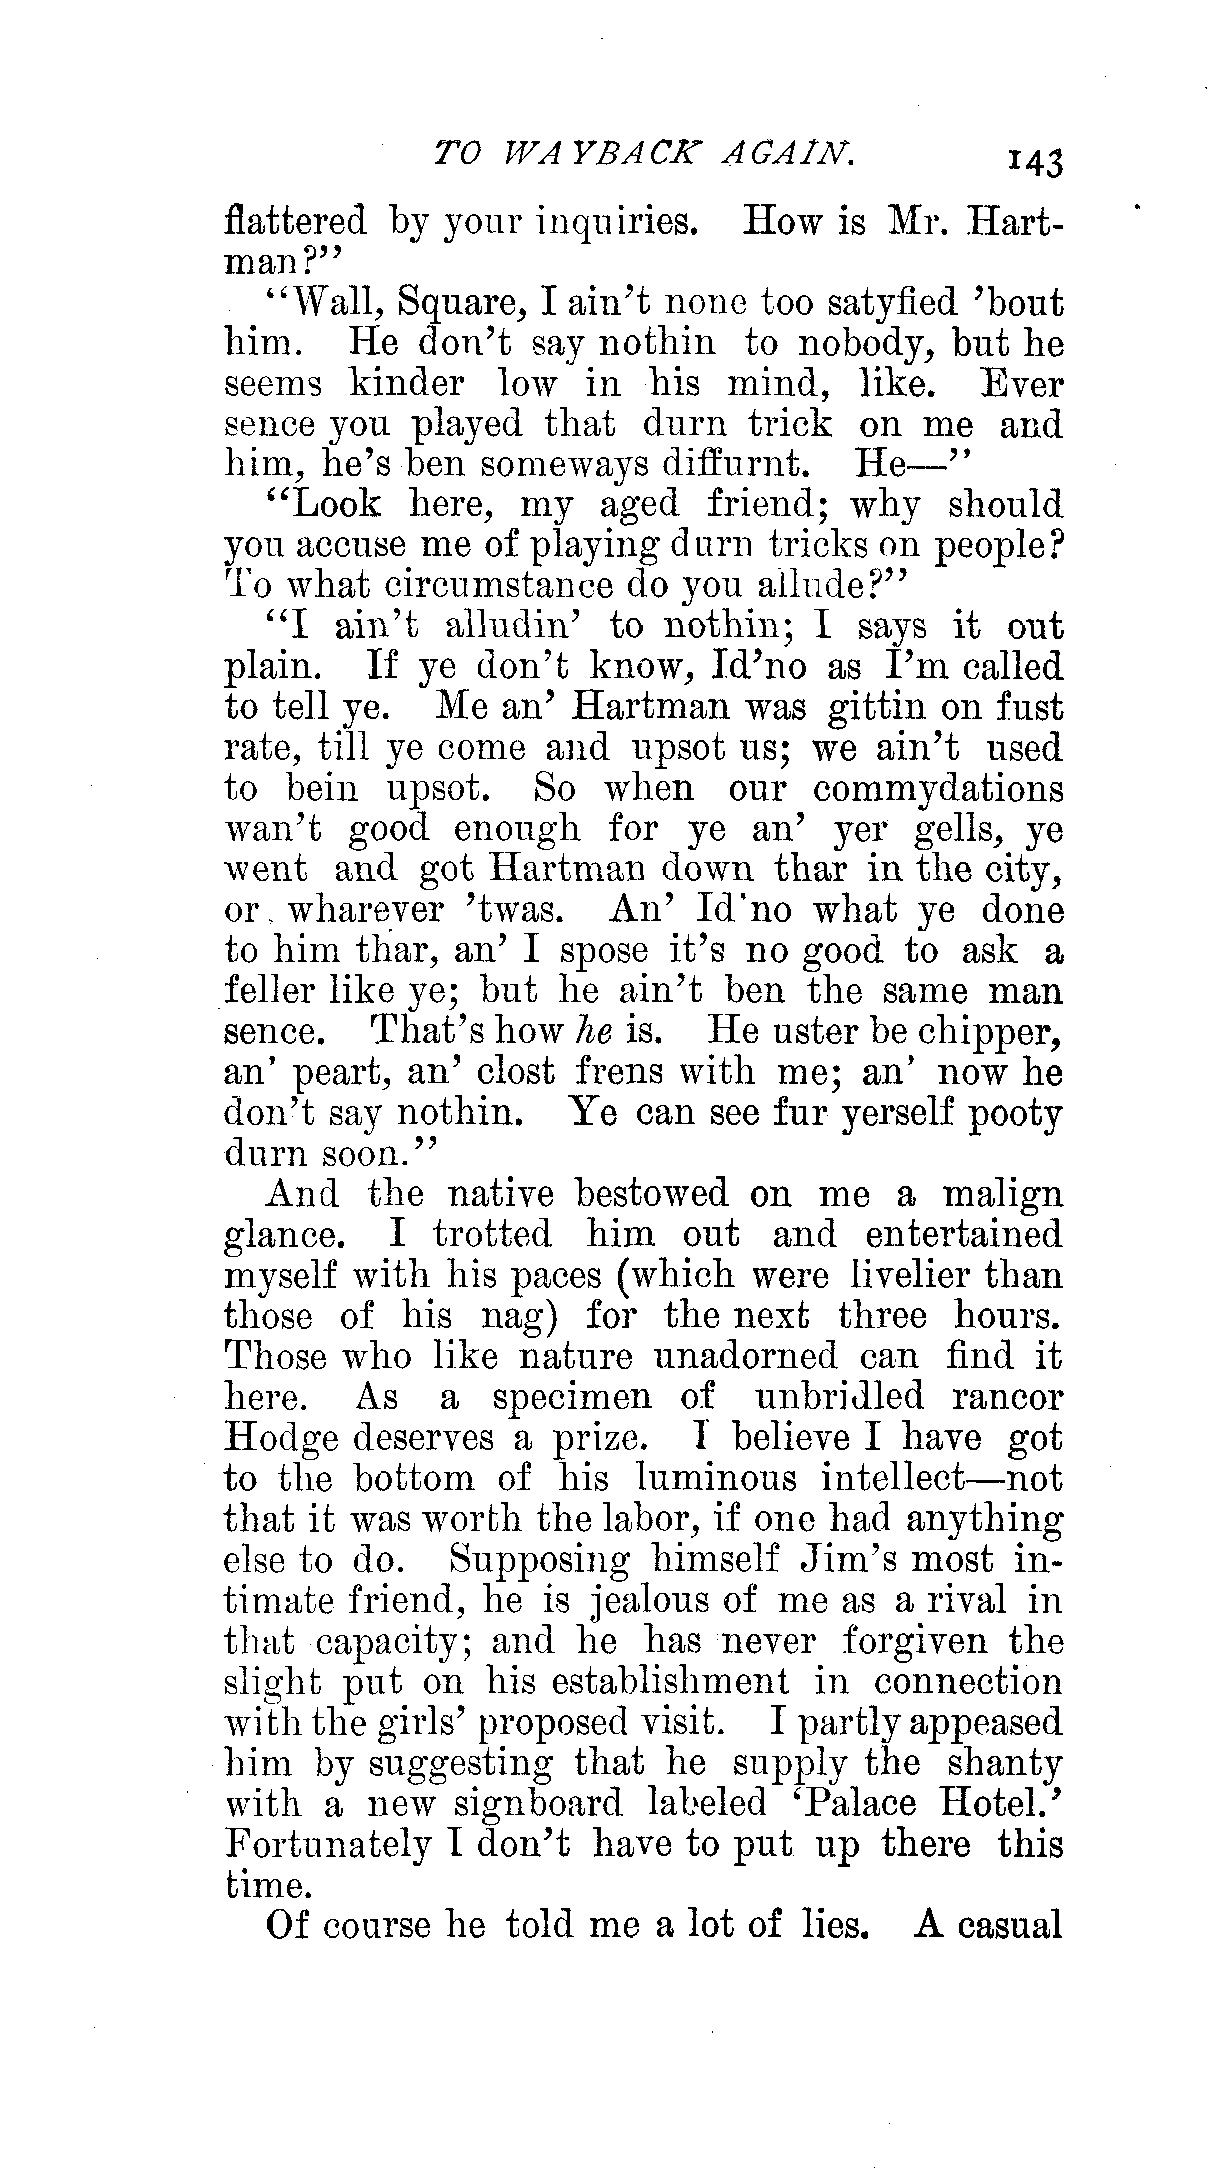 TO WAYBACK AGAIN. 143
flattered by your inquiries. How is Mr. Hart-
man?”
“Wall, Square, I ain’t none too satyfied ’bout
him. He don’t say nothin to nobody, but he
seems kinder low in his mind, like. Ever
sence you played that durn trick on me and
him, he’s ben someways diffurnt. He—”
“Look here, my aged friend; why should
you accuse me of playing durn tricks on people?
To what circumstance do you allude?”
“I ain’t alludin’ to nothin; I says it out
plain. If ye don’t know, Id’no as I’m called
to tell ye. Me an’ Hartman was gittin on fust
rate, till ye come and upsot us; we ain’t used
to bein upsot. So when our commydations
wan’t good enough for ye an’ yer gells, ye
went and got Hartman down thar in the city,
or wharever ’twas. An’ Id’no what ye done
to him thar, an’ I spose it’s no good to ask a
feller like ye; but he ain’t ben the same man
sence. That’s how he is. He uster be chipper,
an’ peart, an’ clost frens with me; an’ now he
don’t say nothin. Ye can see fur yerself pooty
durn soon.”
And the native bestowed on me a malign
glance. I trotted him out and entertained
myself with his paces (which were livelier than
those of his nag) for the next three hours.
Those who like nature unadorned can find it
here. As a specimen of unbridled rancor
Hodge deserves a prize. I believe I have got
to the bottom of his luminous intellect—not
that it was worth the labor, if one had anything
else to do. Supposing himself Jim’s most in-
timate friend, he is jealous of me as a rival in
that capacity; and he has never forgiven the
slight put on his establishment in connection
with the girls’ proposed visit. I partly appeased
him by suggesting that he supply the shanty
with a new signboard labeled ‘Palace Hotel.’
Fortunately I don’t have to put up there this
time.
Of course he told me a lot of lies. A casual